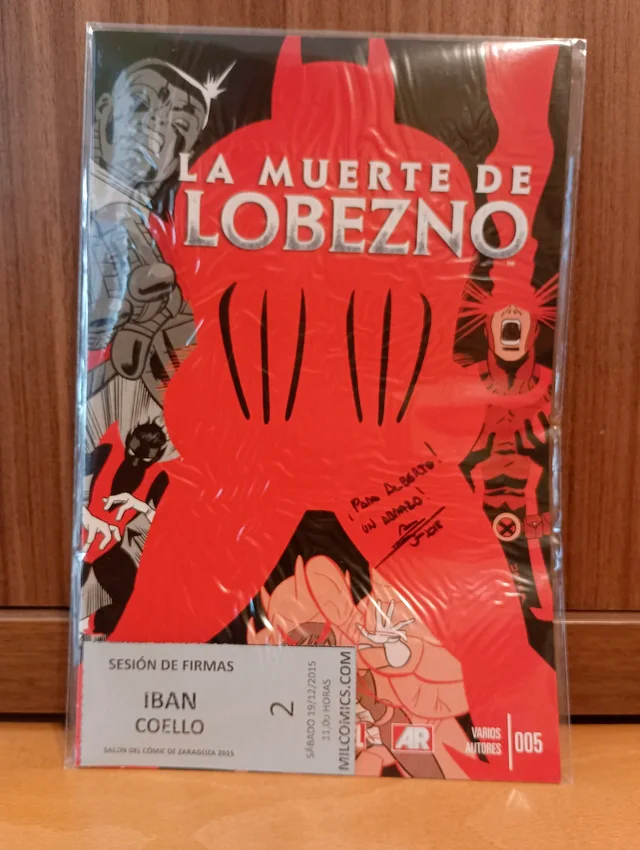 LA MUERTE DE
LOBEZNO
¡PARA ALBERTO!
UN ABRAZO!
SESIÓN DE FIRMAS
IBAN
COELLO
SALON DEL CÓMIC DE ZARAGOZA 2015
2
SÁBADO 19/12/2015
11,00 HORAS
MILCOMICS.COM
AR
VARIOS
AUTORES
005